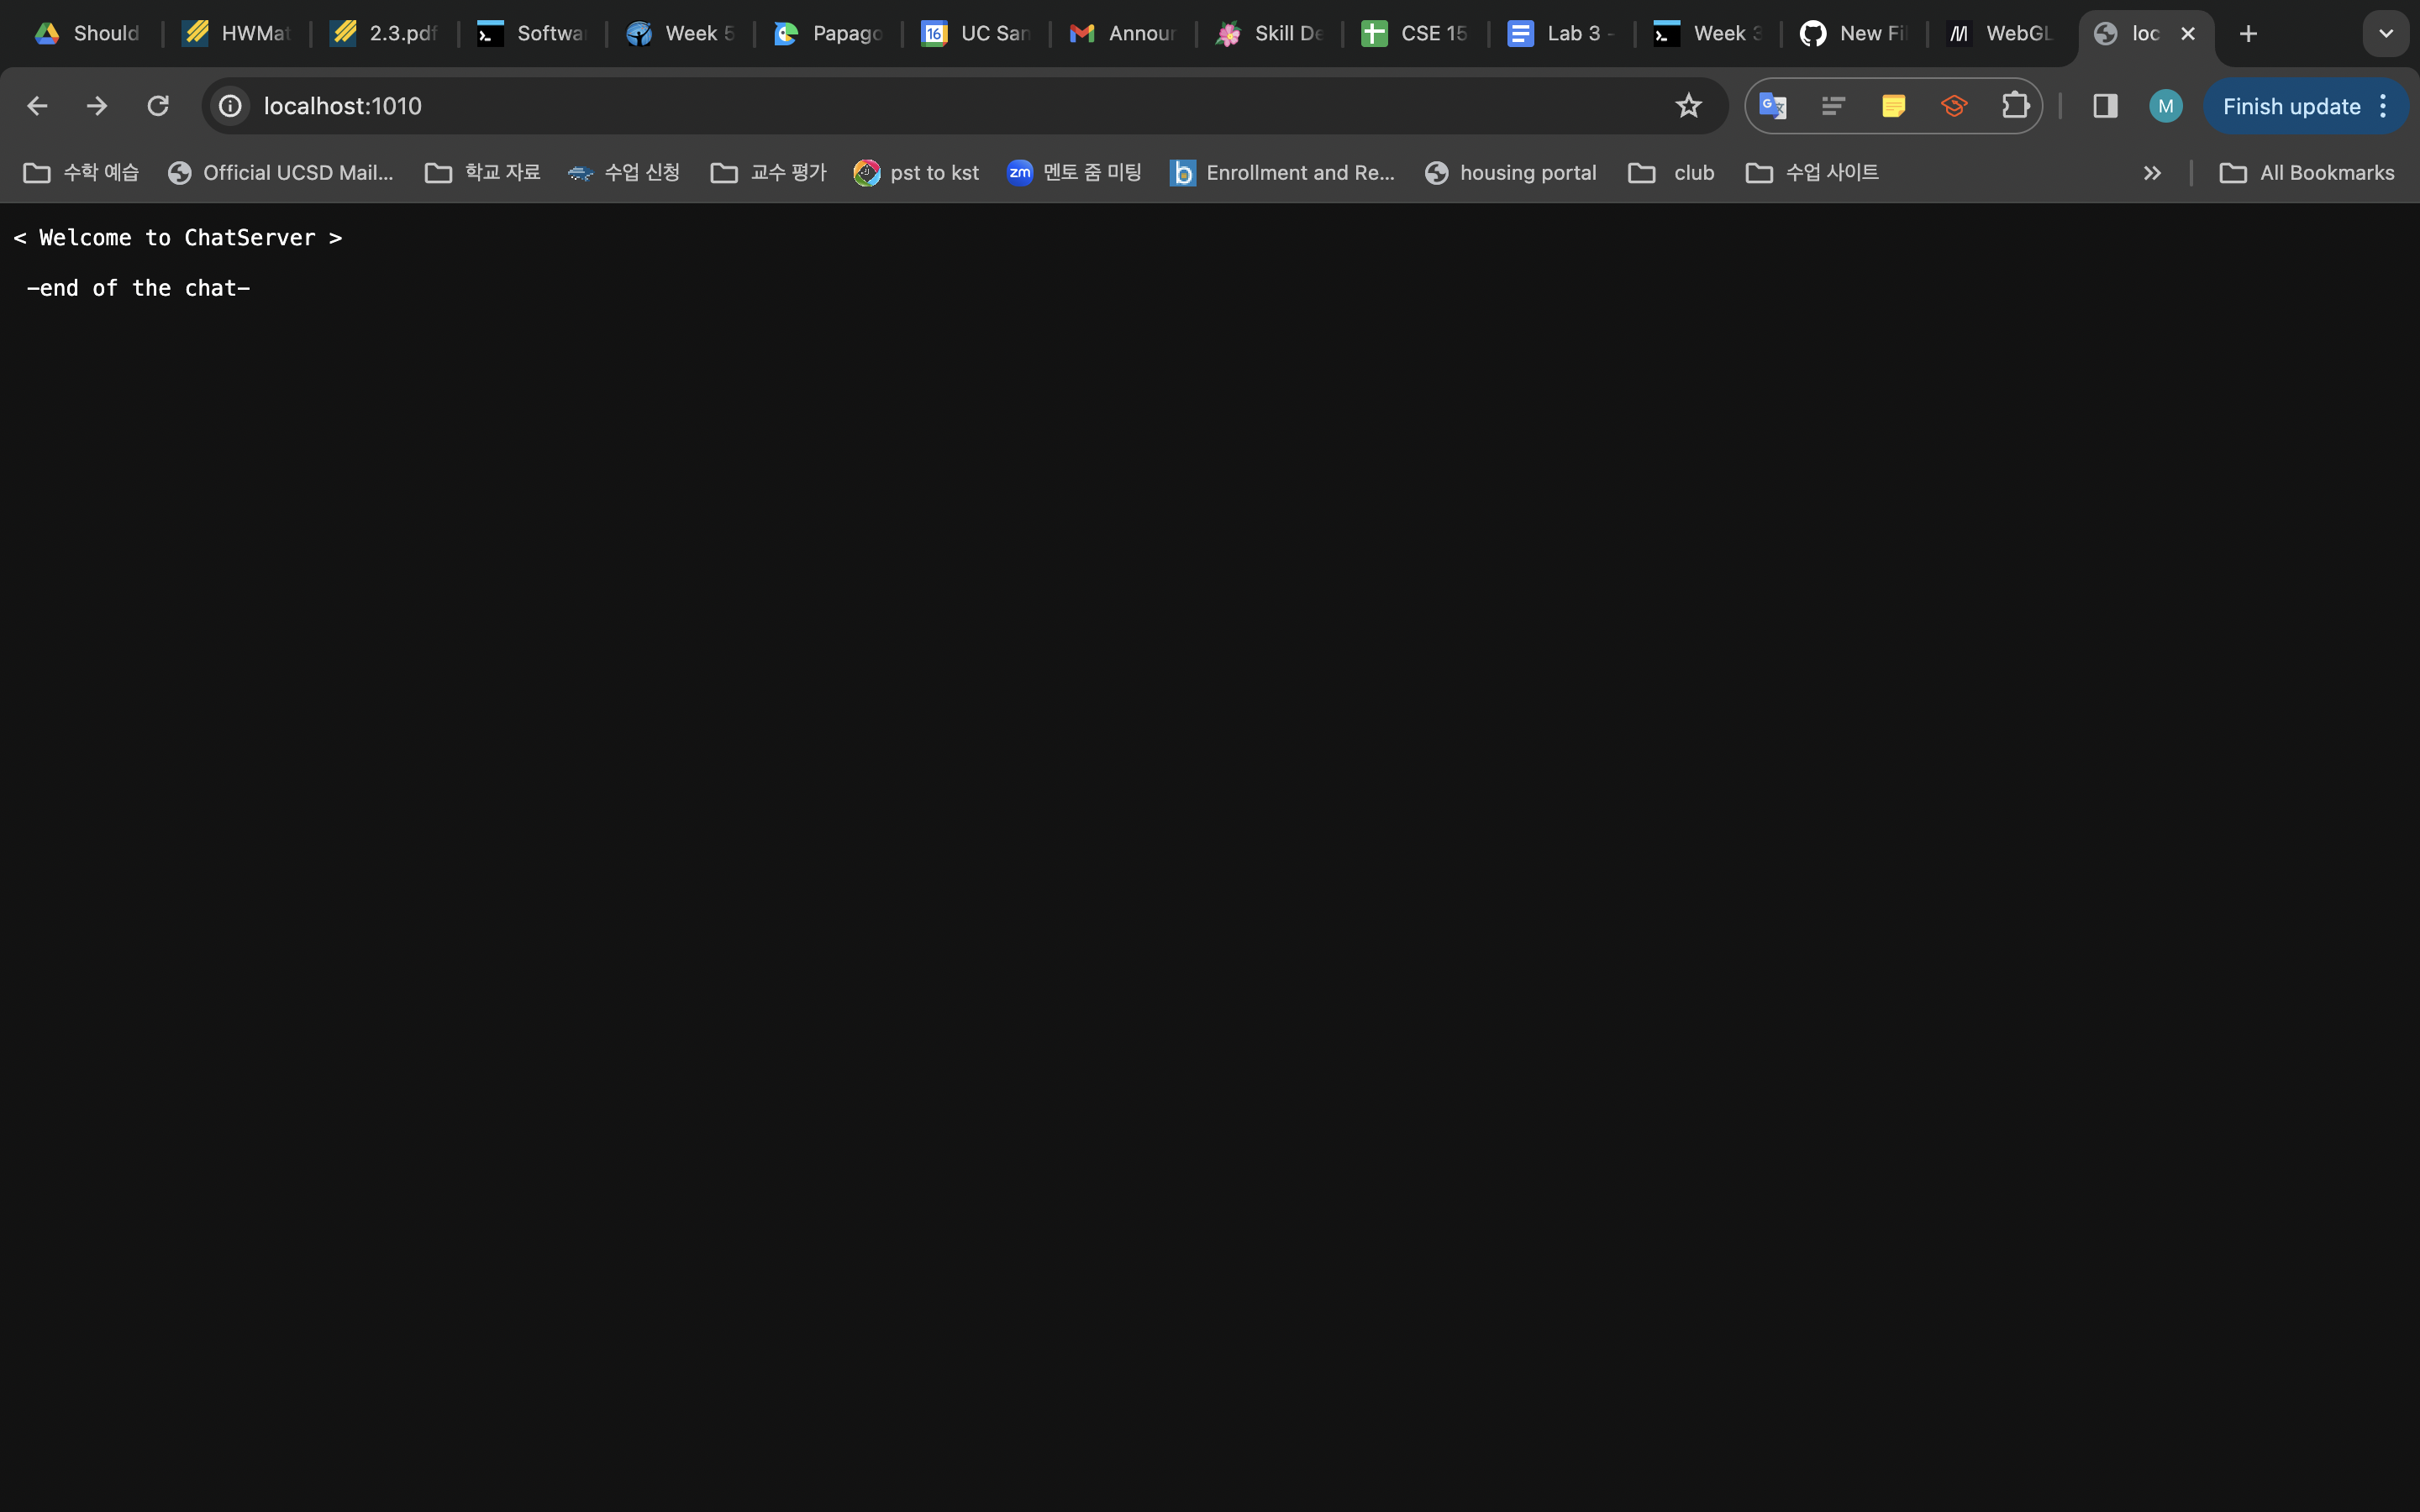 Should HWMat 2.3.pdf Softwa Week 5 Papago 16 UC San Annour Skill De CSE 15 Lab 3 - Week 3 New Fil WebGL loc
localhost:1010 M Finish update
수학 예습 Official UCSD Mail... 학교 자료 수업 신청 교수 평가 pst to kst zm 멘토 줌 미팅 b Enrollment and Re... housing portal club 수업 사이트 All Bookmarks
< Welcome to ChatServer >
-end of the chat-